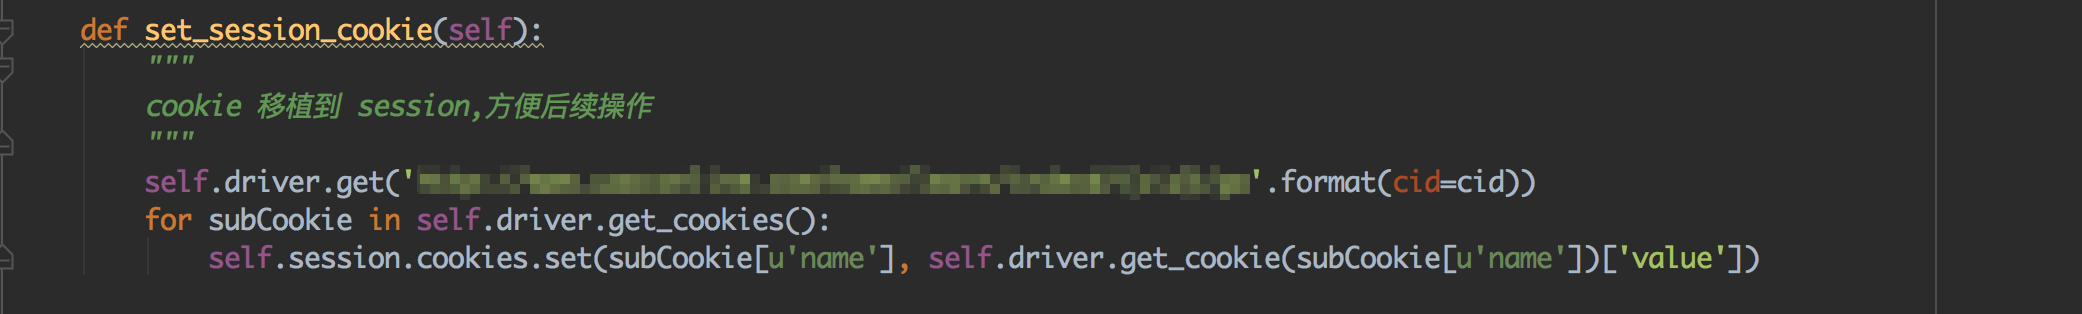 def set_session_cookie(self):
"""
cookie 移植到 session,方便后续操作
"""
self.driver.get(''.format(cid=cid))
for subCookie in self.driver.get_cookies():
self.session.cookies.set(subCookie[u'name'], self.driver.get_cookie(subCookie[u'name'])['value'])